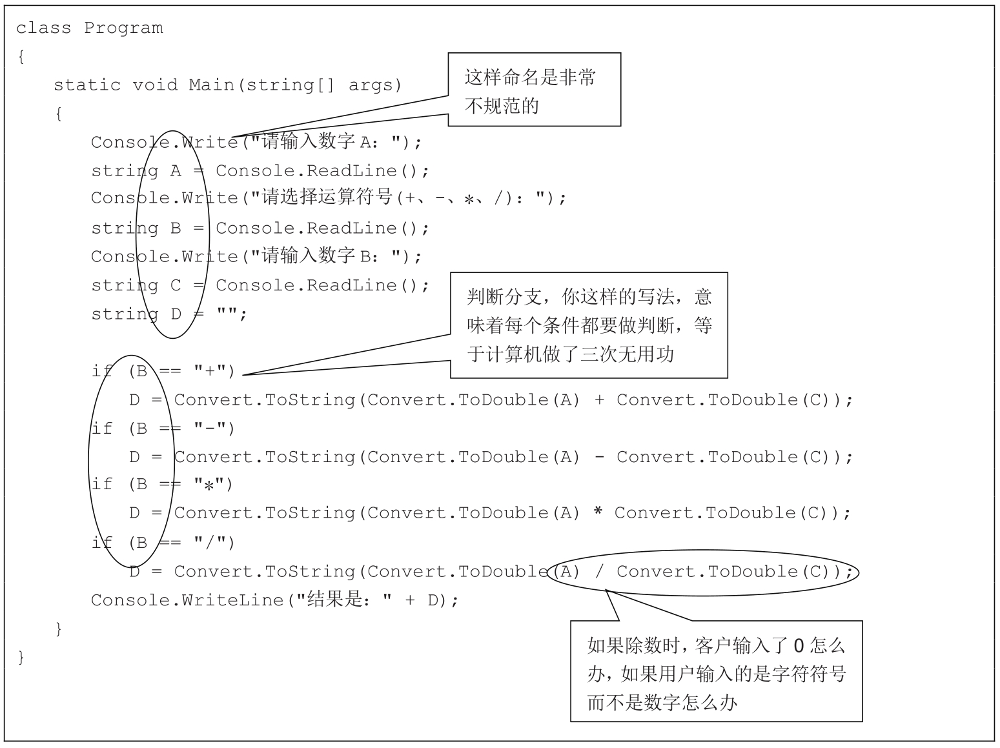 class Program
{
static void Main(string[] args)
{
这样命名是非常
不规范的
Console.Write("请输入数字 A：");
string A = Console.ReadLine();
Console.Write("请选择运算符号(+、-、*、/)：");
string B = Console.ReadLine();
Console.Write("请输入数字 B：");
string C = Console.ReadLine();
string D = "";
判断分支，你这样的写法，意
味着每个条件都要做判断，等
于计算机做了三次无用功
if (B == "+")
D = Convert.ToString(Convert.ToDouble(A) + Convert.ToDouble(C));
if (B == "-")
D = Convert.ToString(Convert.ToDouble(A) - Convert.ToDouble(C));
if (B == "*")
D = Convert.ToString(Convert.ToDouble(A) * Convert.ToDouble(C));
if (B == "/")
D = Convert.ToString(Convert.ToDouble(A) / Convert.ToDouble(C));
Console.WriteLine("结果是：" + D);
}
}
如果除数时，客户输入了 0 怎么
办，如果用户输入的是字符符号
而不是数字怎么办